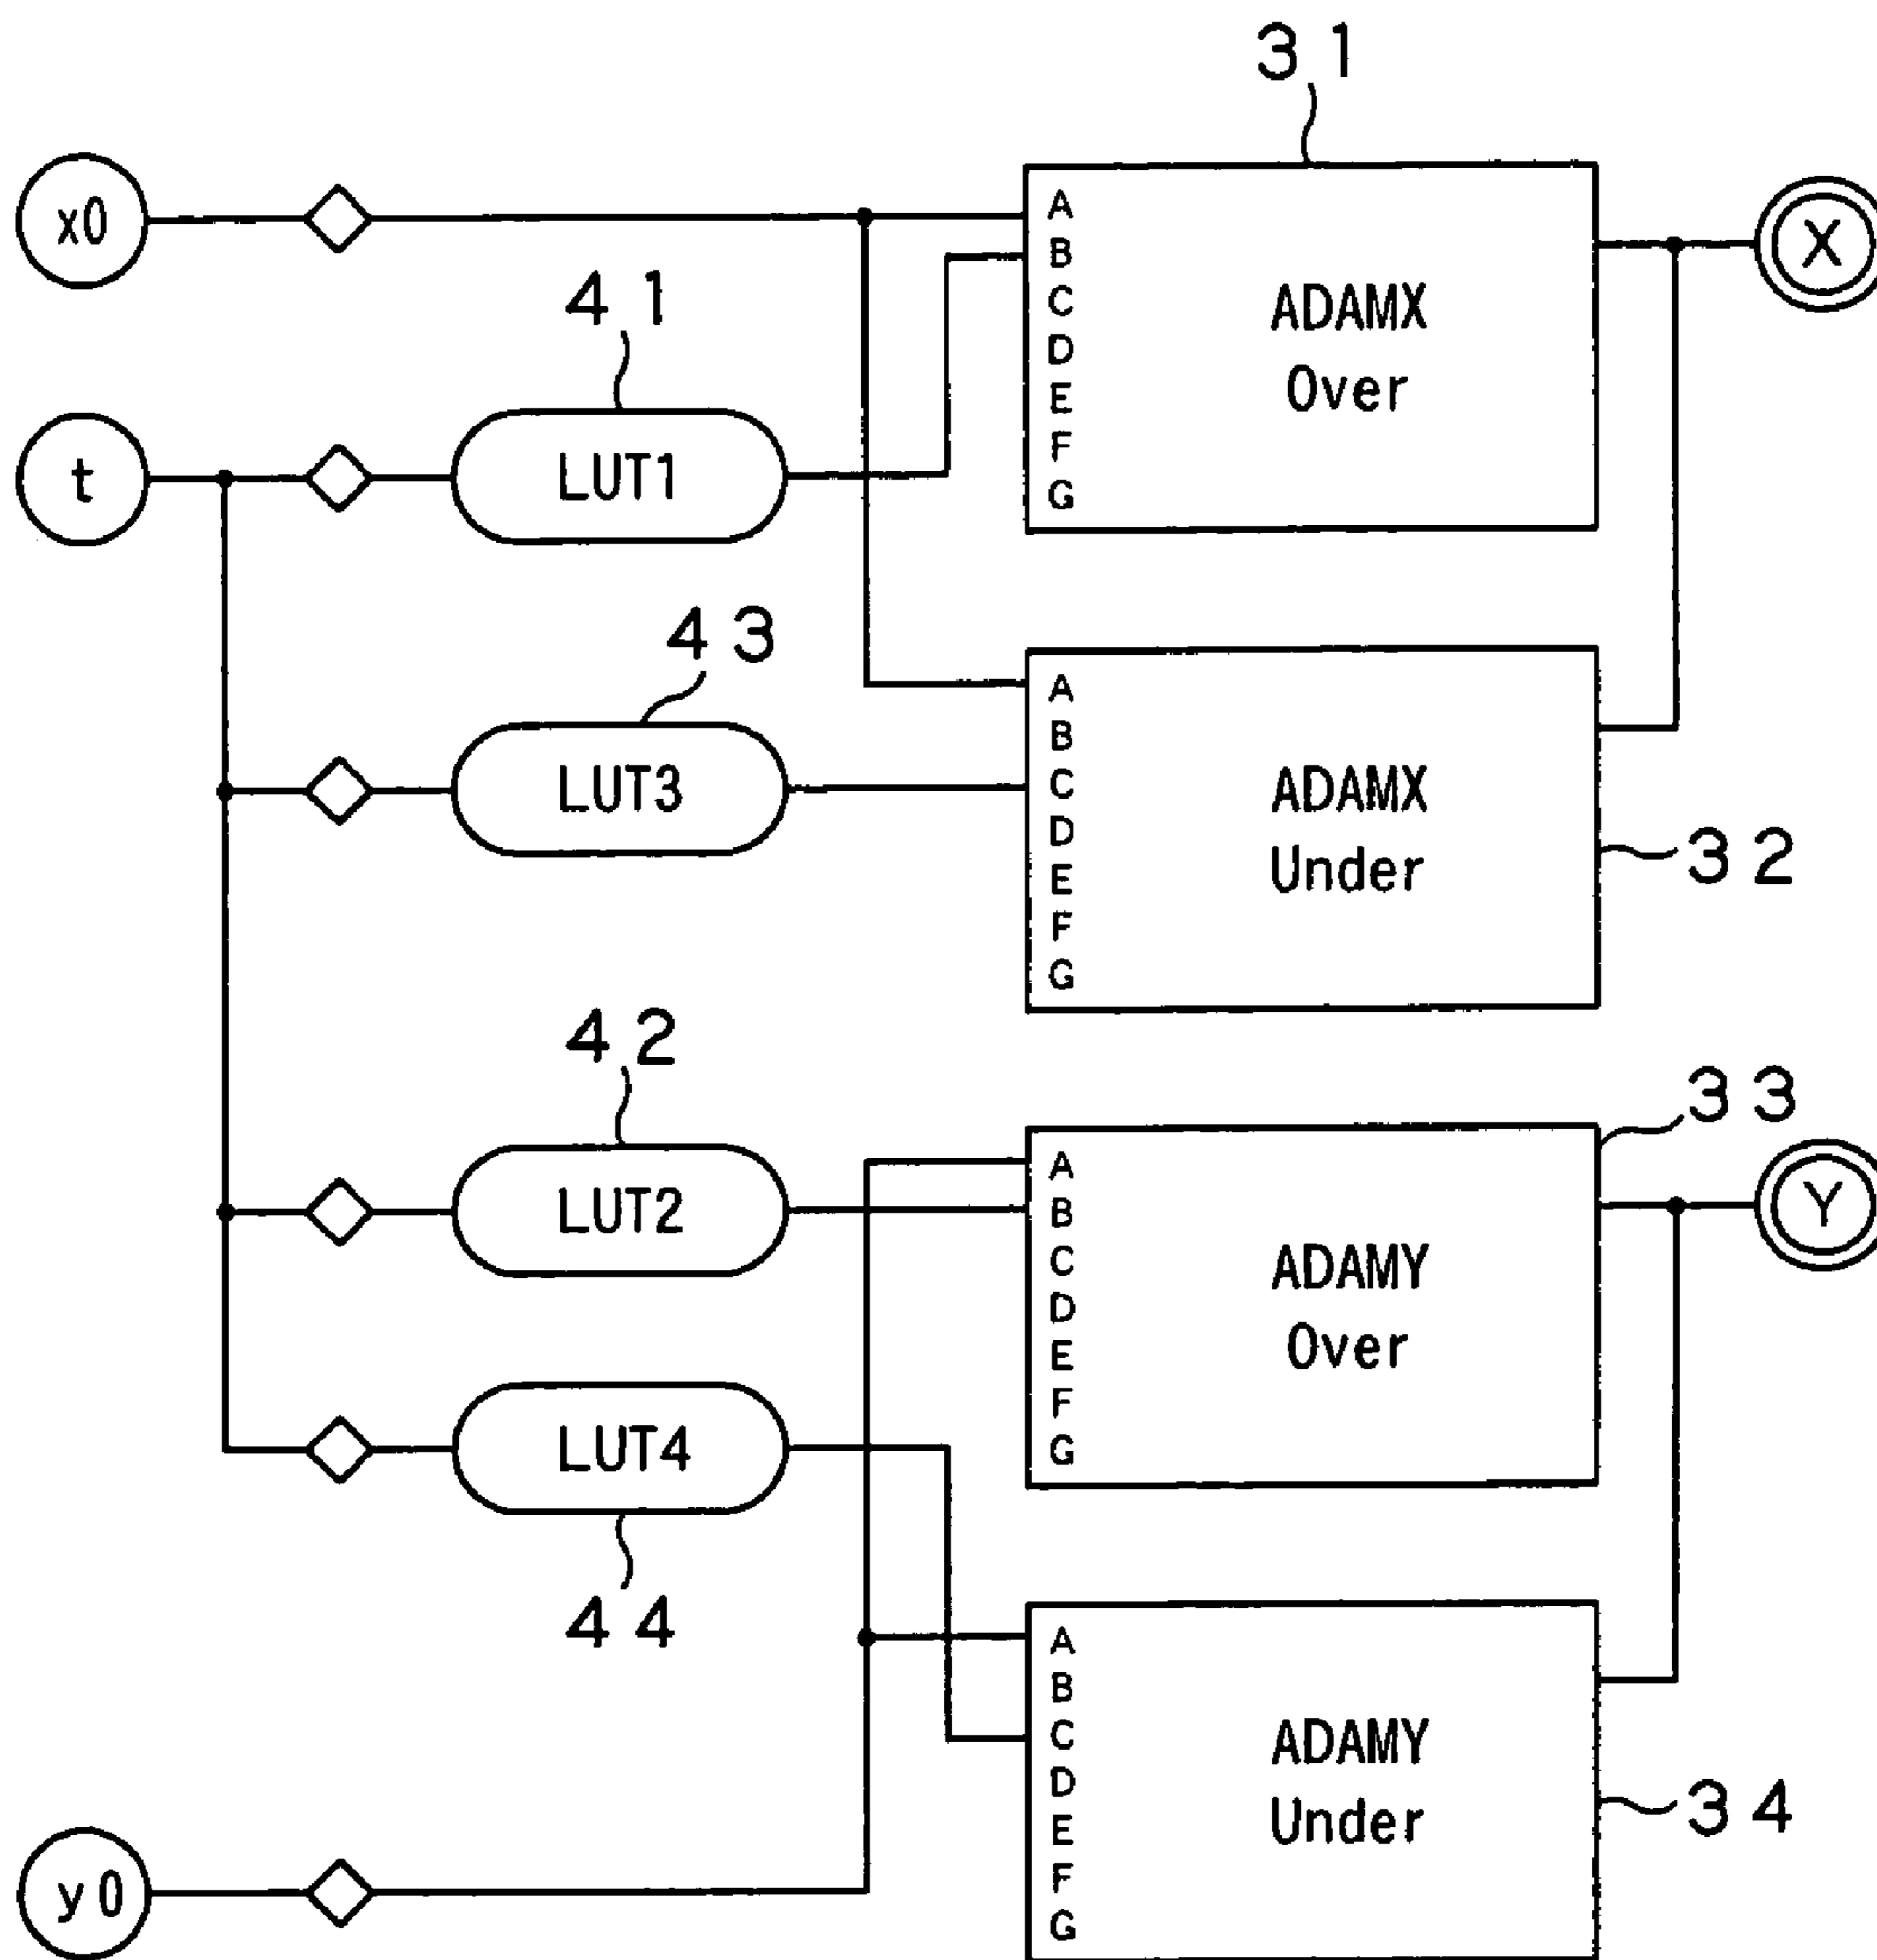 31
x0
A
B
C
D
E
F
G
ADAMX
Over
X
41
t
LUT1
43
LUT3
A
B
C
D
E
F
G
ADAMX
Under
32
42
LUT2
33
A
B
C
D
E
F
G
ADAMY
Over
Y
LUT4
44
A
B
C
D
E
F
G
ADAMY
Under
34
y0